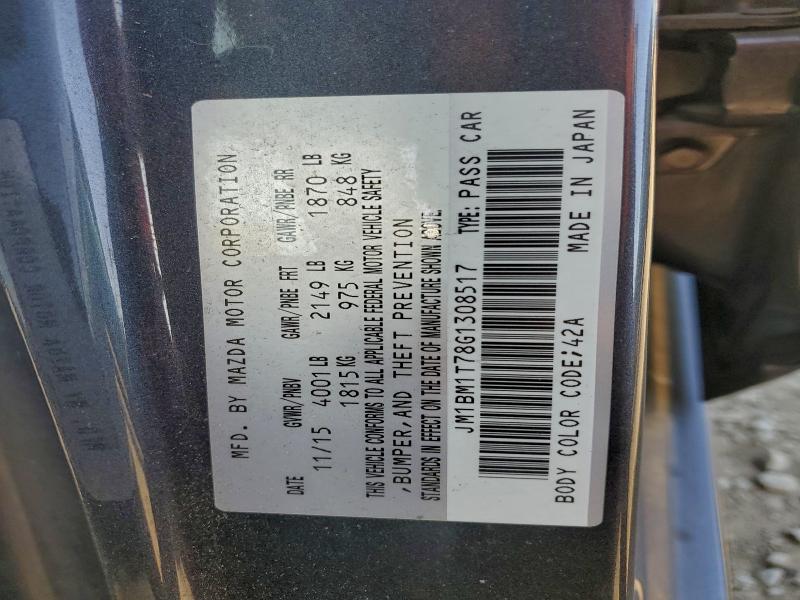 MFD. BY MAZDA MOTOR CORPORATION
DATE GVWR/PNBV GAWR/PNBE FRT GAWR/PNBE RR
11/15 4001 LB 2149 LB 1870 LB
1815KG 975 KG 848 KG
THIS VEHICLE CONFORMS TO ALL APPLICABLE FEDERAL MOTOR VEHICLE SAFETY
, BUMPER, AND THEFT PREVENTION
STANDARDS IN EFFECT ON THE DATE OF MANUFACTURE SHOWN ABOVE.
JM1BM1T78G1308517 TYPE: PASS CAR
BODY COLOR CODE;42A MADE IN JAPAN